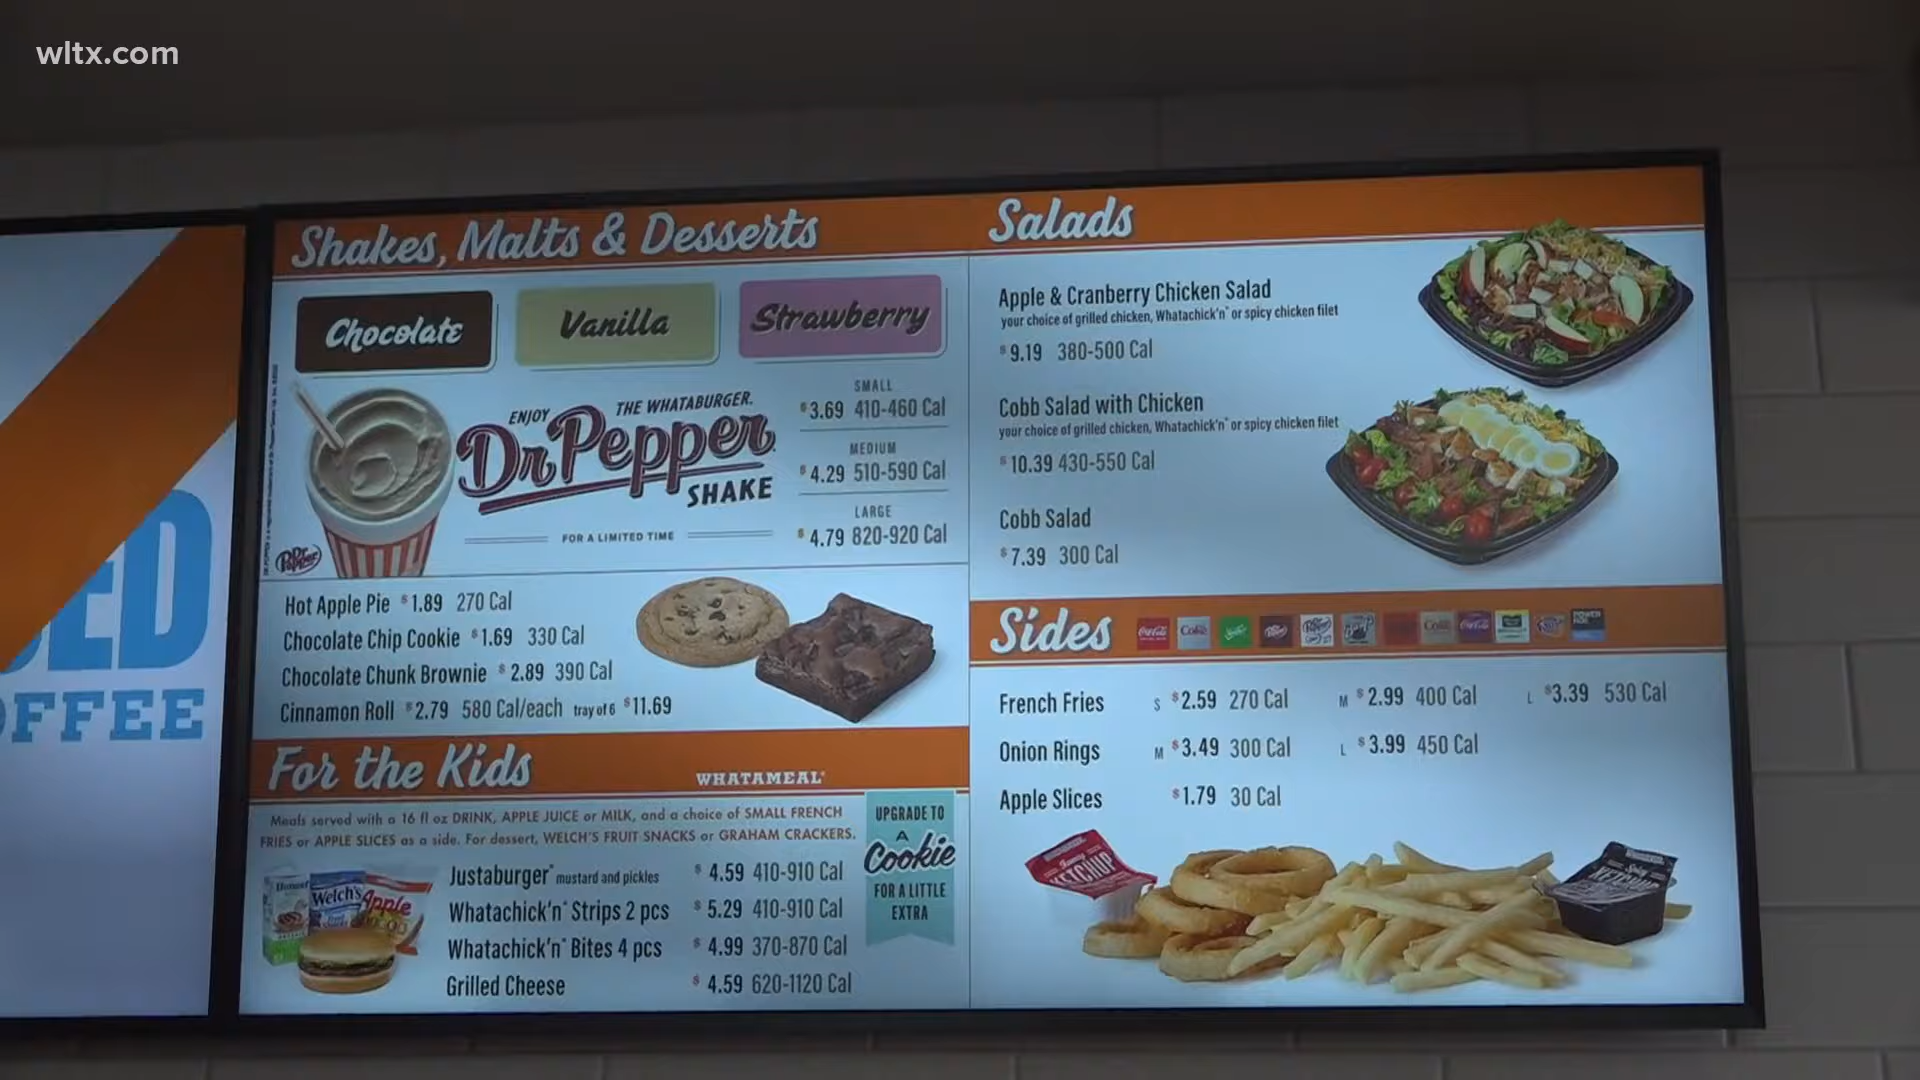 wltx.com
ED
OFFEE
Shakes, Malts & Desserts
Chocolate
Vanilla
Strawberry
ENJOY THE WHATABURGER.
Dr Pepper
SHAKE
FOR A LIMITED TIME
Dr Pepper
SMALL
$3.69 410-460 Cal
MEDIUM
$4.29 510-590 Cal
LARGE
$4.79 820-920 Cal
Hot Apple Pie $1.89 270 Cal
Chocolate Chip Cookie $1.69 330 Cal
Chocolate Chunk Brownie $2.89 390 Cal
Cinnamon Roll $2.79 580 Cal/each tray of 6 $11.69
For the Kids
WHATAMEAL®
Meals served with a 16 fl oz DRINK, APPLE JUICE or MILK, and a choice of SMALL FRENCH
FRIES or APPLE SLICES as a side. For dessert, WELCH'S FRUIT SNACKS or GRAHAM CRACKERS.
Welch's
Apple
Justaburger® mustard and pickles $4.59 410-910 Cal
Whatachick'n® Strips 2 pcs $5.29 410-910 Cal
Whatachick'n® Bites 4 pcs $4.99 370-870 Cal
Grilled Cheese $4.59 620-1120 Cal
UPGRADE TO
A
Cookie
FOR A LITTLE
EXTRA
Salads
Apple & Cranberry Chicken Salad
your choice of grilled chicken, Whatachick'n® or spicy chicken filet
$9.19 380-500 Cal
Cobb Salad with Chicken
your choice of grilled chicken, Whatachick'n® or spicy chicken filet
$10.39 430-550 Cal
Cobb Salad
$7.39 300 Cal
Sides
French Fries S $2.59 270 Cal M $2.99 400 Cal L $3.39 530 Cal
Onion Rings M $3.49 300 Cal L $3.99 450 Cal
Apple Slices $1.79 30 Cal
KETCHUP
KETCHUP